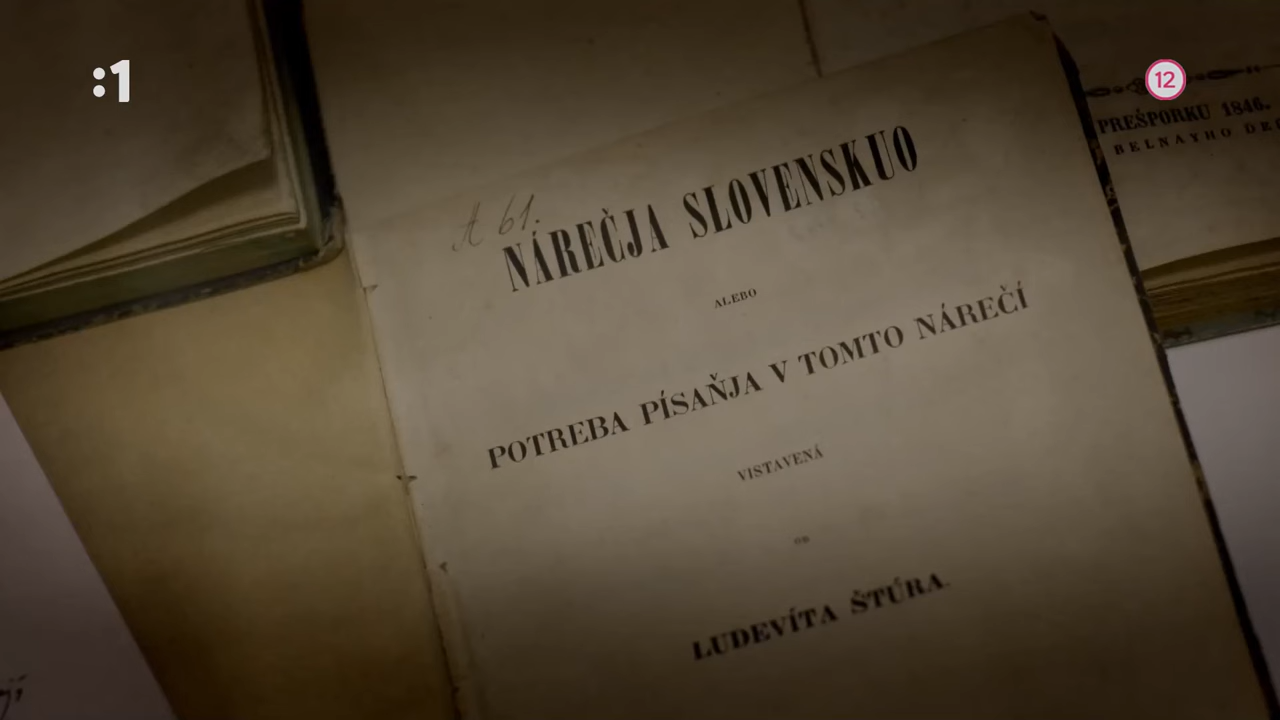 :1
12
PREŠPORKU 1846.
BELNAYHO
A 61.
NÁREČJA SLOVENSKUO
ALEBO
POTREBA PÍSAŇJA V TOMTO NÁREČÍ
VISTAVENÁ
OD
LUDEVÍTA ŠTÚRA.